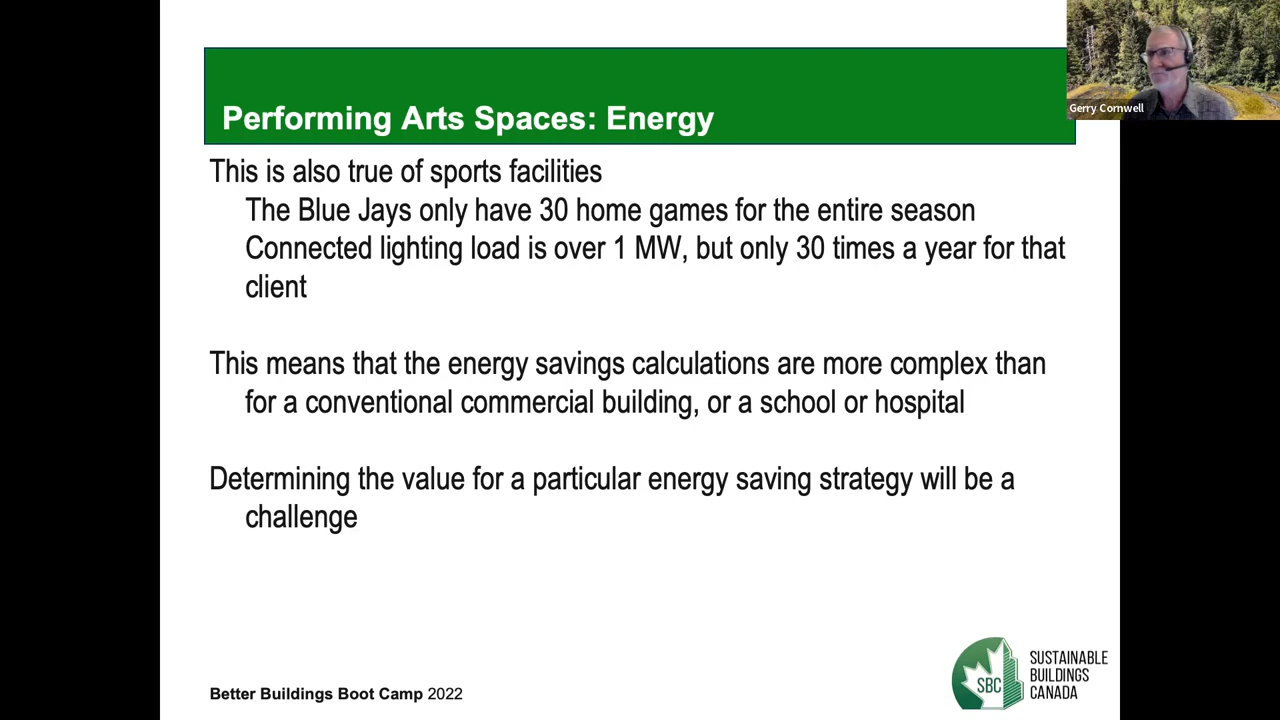 Performing Arts Spaces: Energy
Gerry Cornwell
This is also true of sports facilities
The Blue Jays only have 30 home games for the entire season
Connected lighting load is over 1 MW, but only 30 times a year for that
client
This means that the energy savings calculations are more complex than
for a conventional commercial building, or a school or hospital
Determining the value for a particular energy saving strategy will be a
challenge
Better Buildings Boot Camp 2022
SBC
SUSTAINABLE
BUILDINGS
CANADA